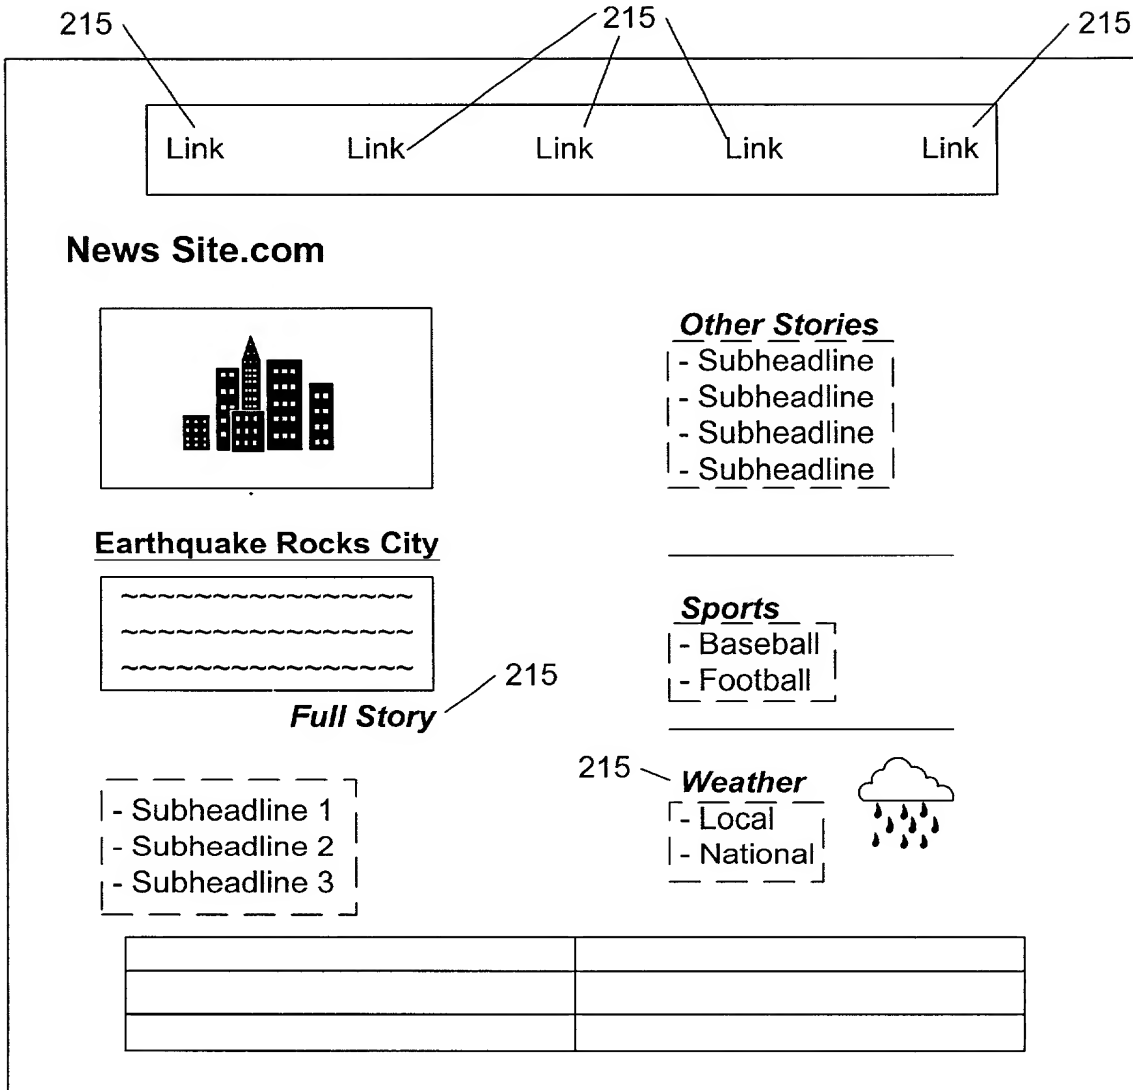 215 215 215
Link Link Link Link Link
News Site.com
Earthquake Rocks City
~~~~~~~~~~~~~~~~
~~~~~~~~~~~~~~~~
~~~~~~~~~~~~~~~~
215
Full Story
- Subheadline 1
- Subheadline 2
- Subheadline 3
Other Stories
- Subheadline
- Subheadline
- Subheadline
- Subheadline
Sports
- Baseball
- Football
215
Weather
- Local
- National